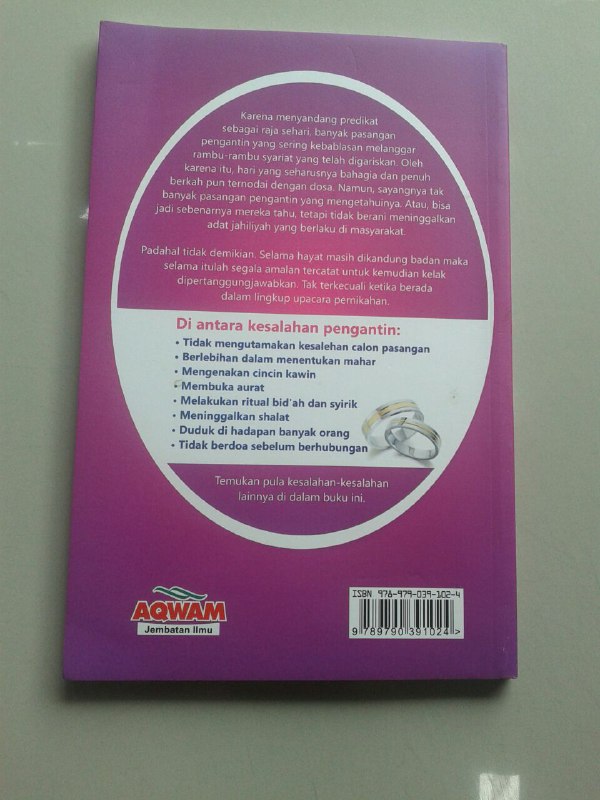 Karena menyandang predikat
sebagai raja sehari, banyak pasangan
pengantin yang sering kebablasan melanggar
rambu-rambu syariat yang telah digariskan. Oleh
karena itu, hari yang seharusnya bahagia dan penuh
berkah pun ternodai dengan dosa. Namun, sayangnya tak
banyak pasangan pengantin yang mengetahuinya. Atau, bisa
jadi sebenarnya mereka tahu, tetapi tidak berani meninggalkan
adat jahiliyah yang berlaku di masyarakat.
Padahal tidak demikian. Selama hayat masih dikandung badan maka
selama itulah segala amalan tercatat untuk kemudian kelak
dipertanggungjawabkan. Tak terkecuali ketika berada
dalam lingkup upacara pernikahan.
Di antara kesalahan pengantin:
• Tidak mengutamakan kesalehan calon pasangan
• Berlebihan dalam menentukan mahar
• Mengenakan cincin kawin
• Membuka aurat
• Melakukan ritual bid'ah dan syirik
• Meninggalkan shalat
• Duduk di hadapan banyak orang
• Tidak berdoa sebelum berhubungan
Temukan pula kesalahan-kesalahan
lainnya di dalam buku ini.
AQWAM
Jembatan Ilmu
ISBN 978-979-039-102-4
9 789790 391024 >